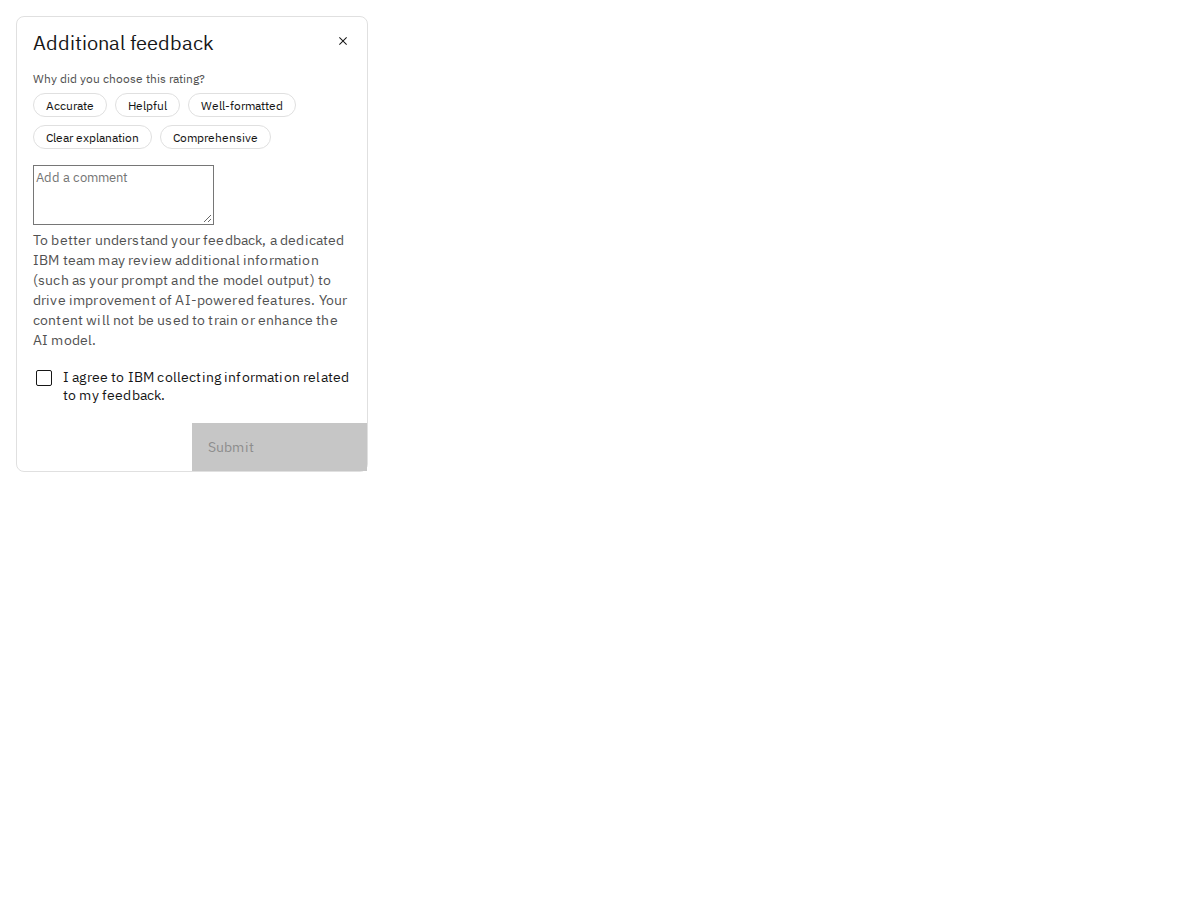 Additional feedback
Why did you choose this rating?
Accurate
Helpful
Well-formatted
Clear explanation
Comprehensive
Add a comment
To better understand your feedback, a dedicated
IBM team may review additional information
(such as your prompt and the model output) to
drive improvement of AI-powered features. Your
content will not be used to train or enhance the
AI model.
I agree to IBM collecting information related
to my feedback.
Submit